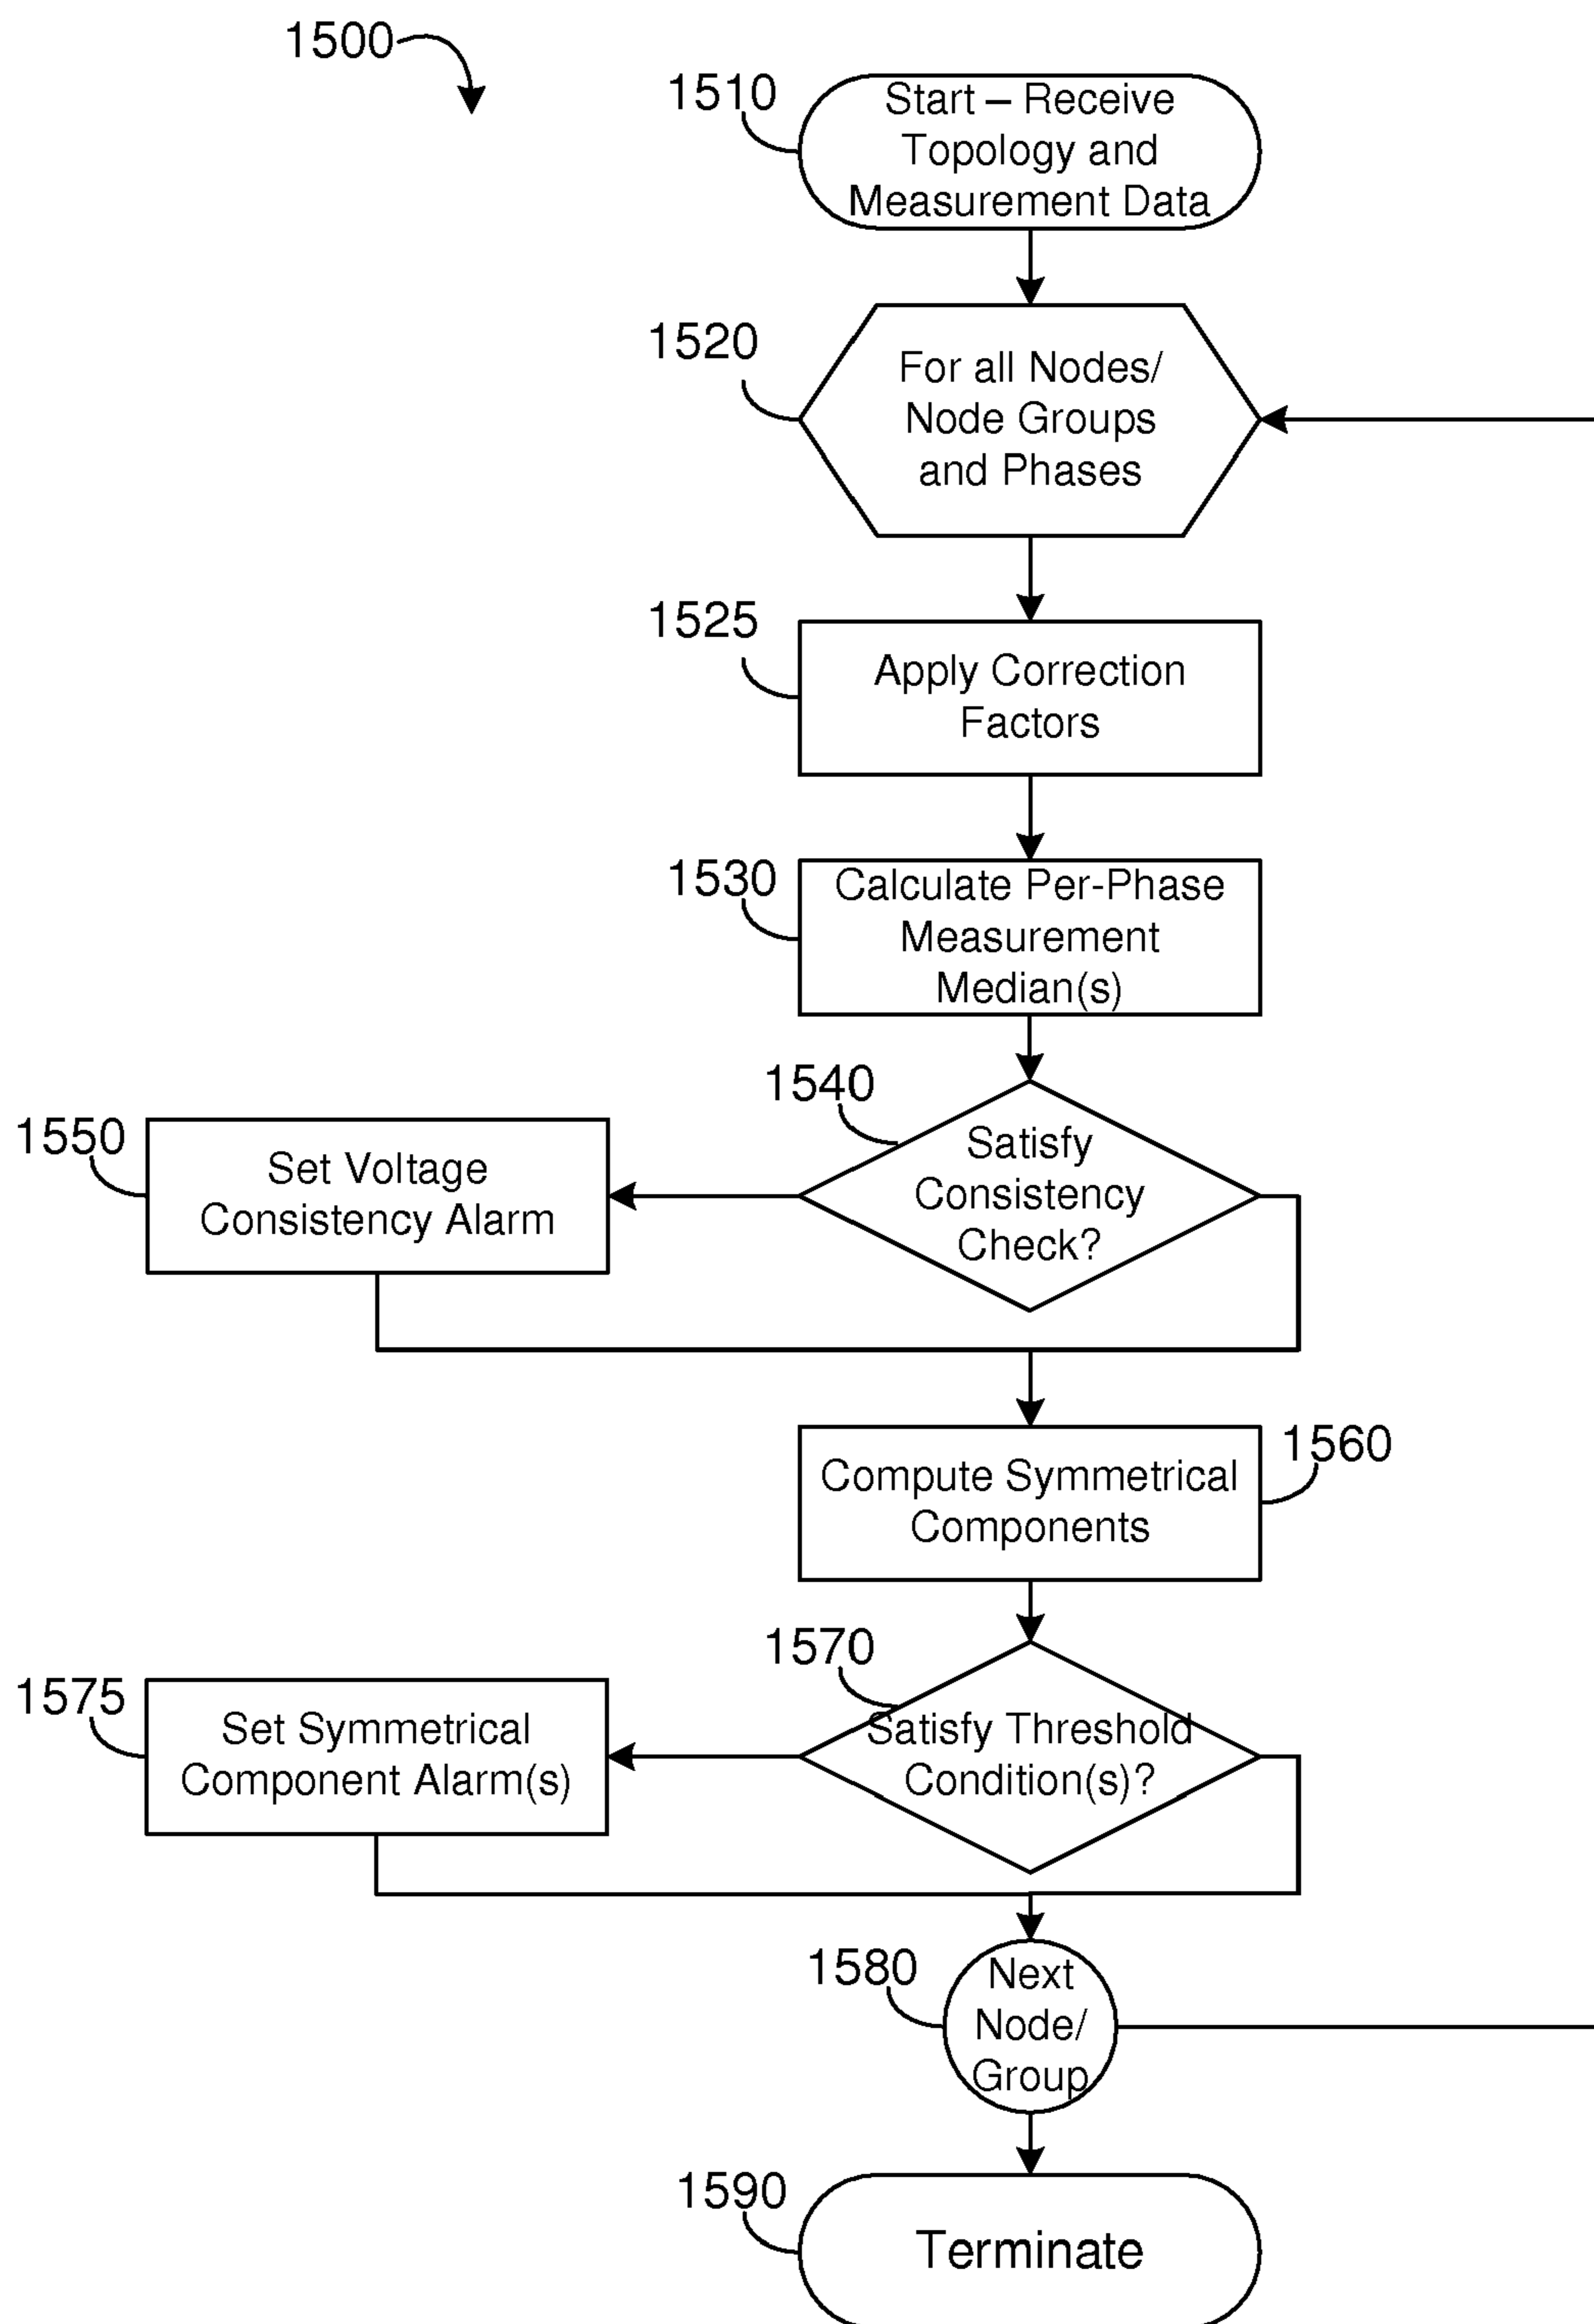 1500
1510
Start – Receive
Topology and
Measurement Data
1520
For all Nodes/
Node Groups
and Phases
1525
Apply Correction
Factors
1530
Calculate Per-Phase
Measurement
Median(s)
1540
Satisfy
Consistency
Check?
1550
Set Voltage
Consistency Alarm
1560
Compute Symmetrical
Components
1570
Satisfy Threshold
Condition(s)?
1575
Set Symmetrical
Component Alarm(s)
1580
Next
Node/
Group
1590
Terminate